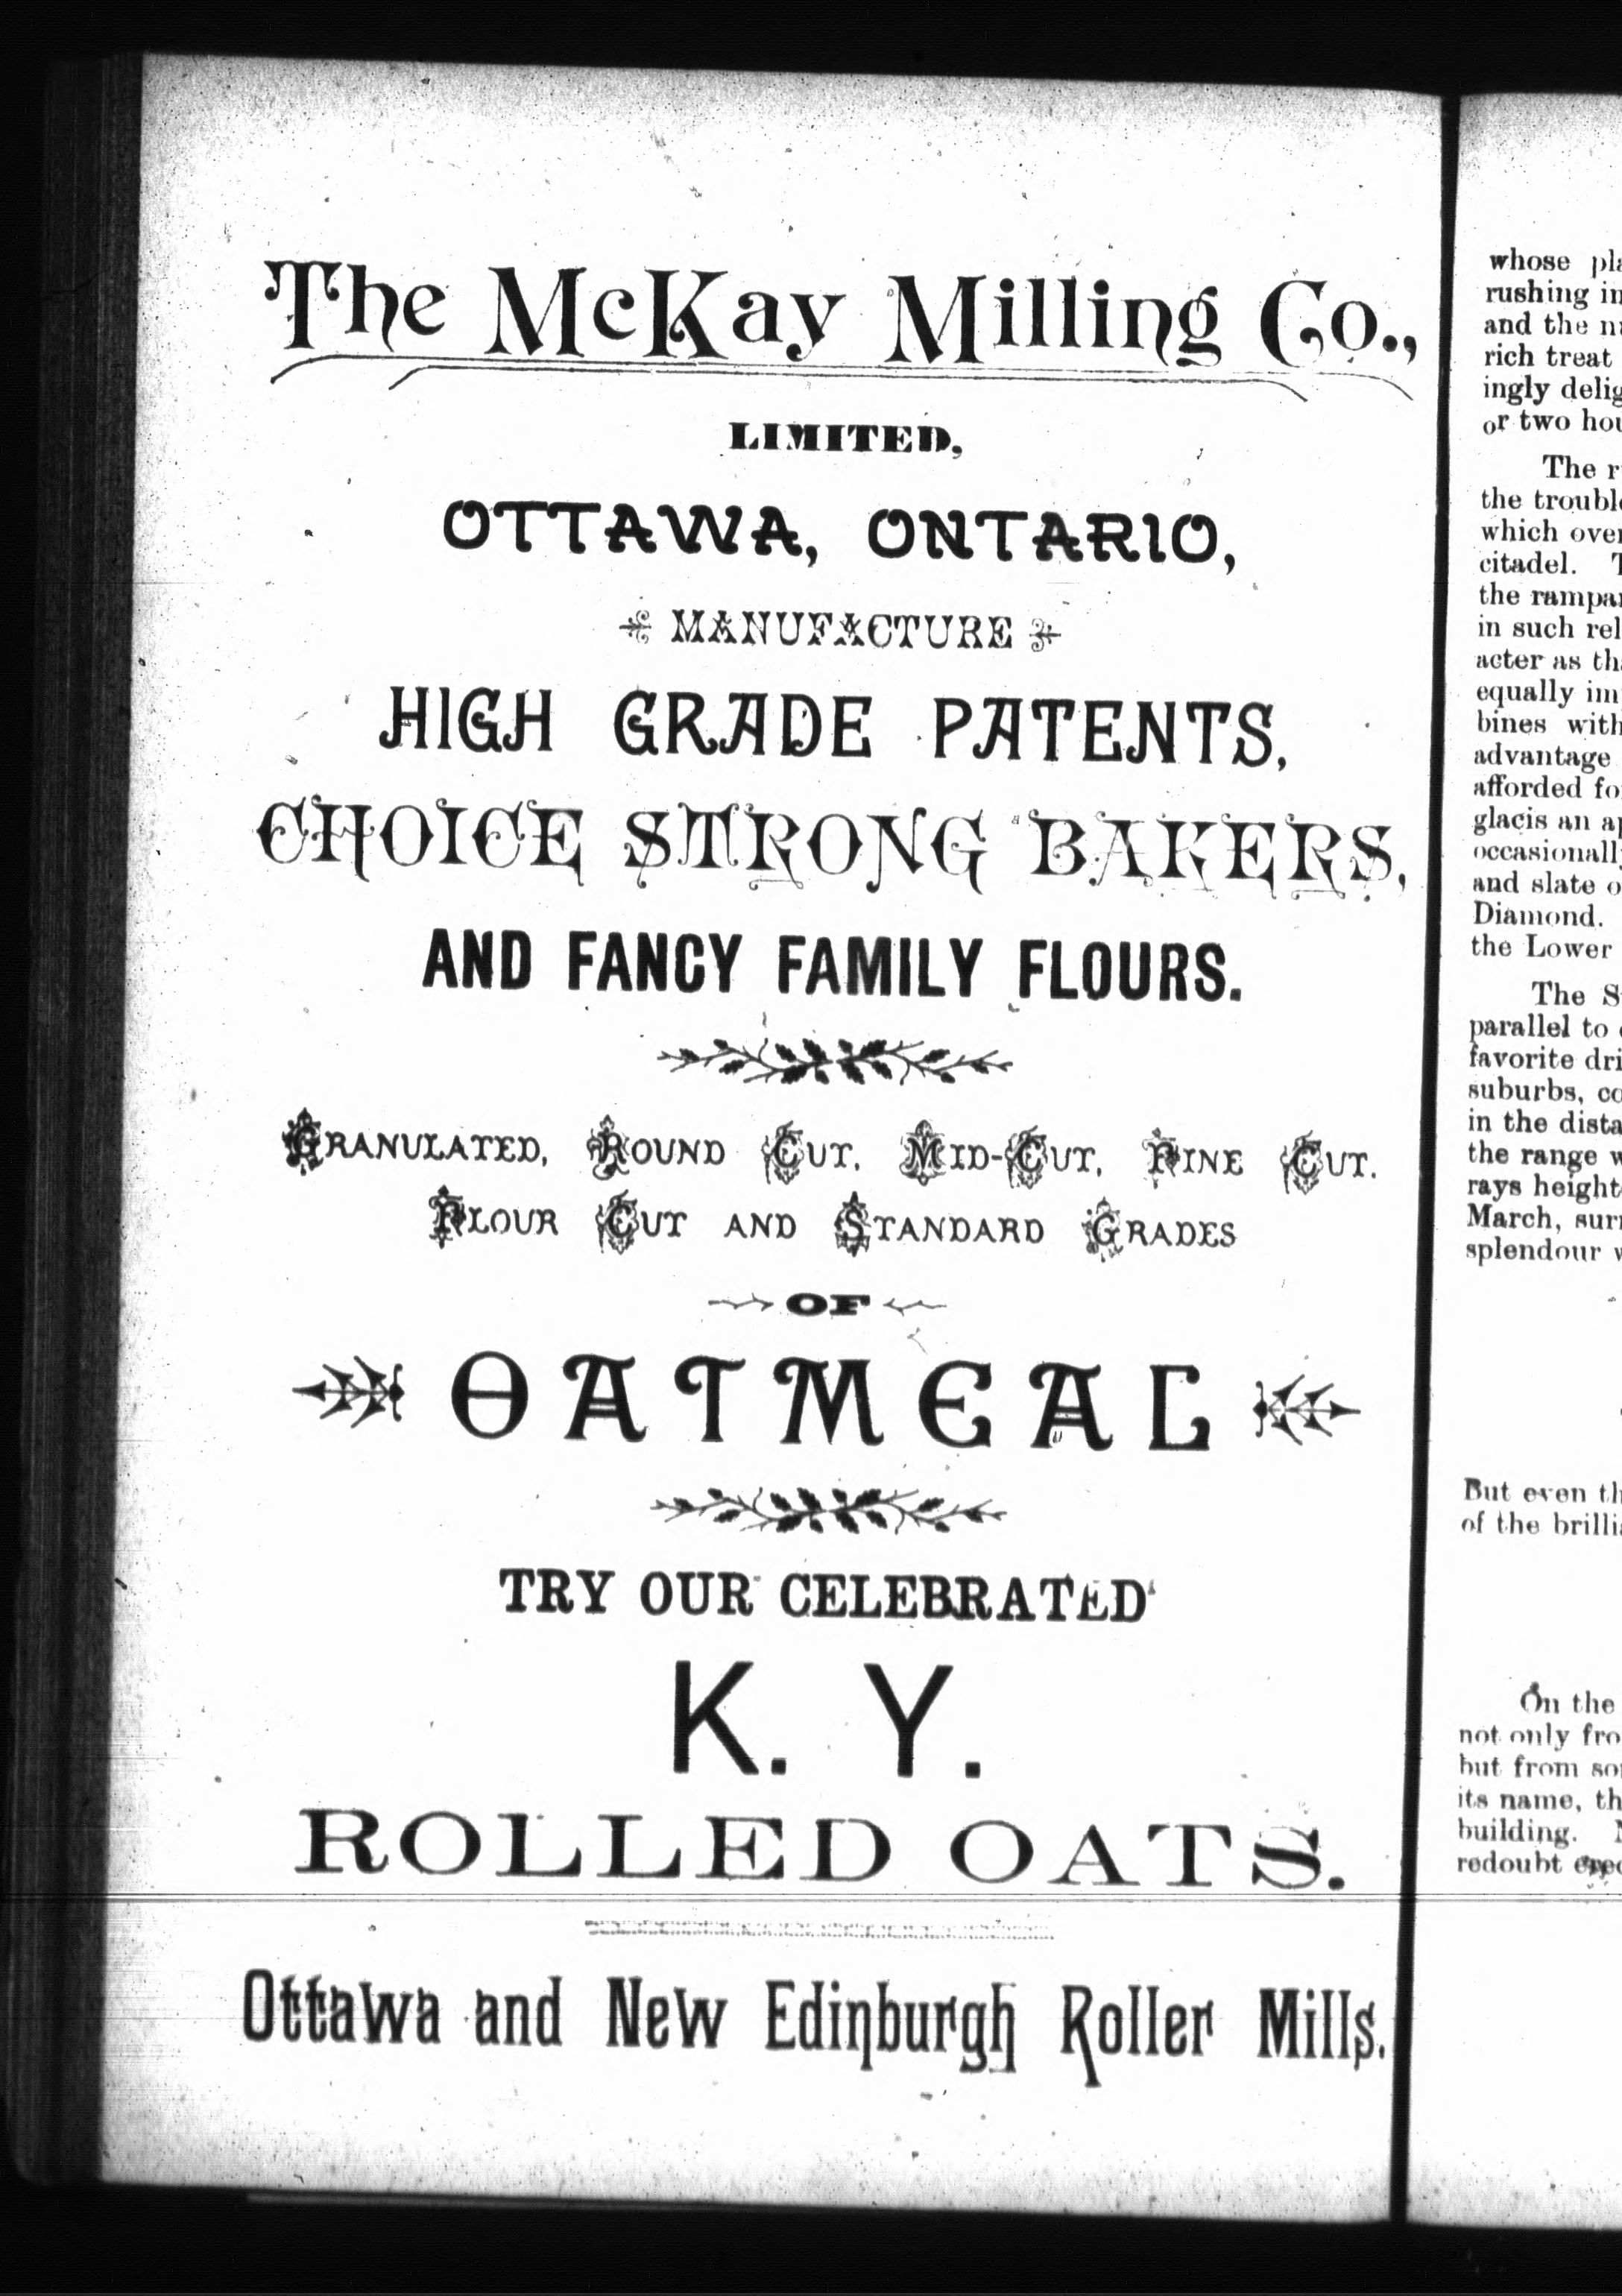 The McKay Milling Co.,
LIMITED,
OTTAWA, ONTARIO,
MANUFACTURE
HIGH GRADE PATENTS,
CHOICE STRONG BAKERS,
AND FANCY FAMILY FLOURS.
GRANULATED, ROUND CUT, MID-CUT, FINE CUT.
FLOUR CUT AND STANDARD GRADES
OF
OATMEAL
TRY OUR CELEBRATED
K. Y.
ROLLED OATS.
Ottawa and New Edinburgh Roller Mills.
whose
rushing
and the
rich treat
ingly
or two
The
the
which
citadel.
the
in such
acter as
equally
bines with
advantage
afforded
glacis an
and slate
Diamond.
the Lower
The
parallel to
favorite
suburbs,
in the
the range
rays
March,
splendour
But even
of the
On the
not only
but from
its name,
building.
redoubt